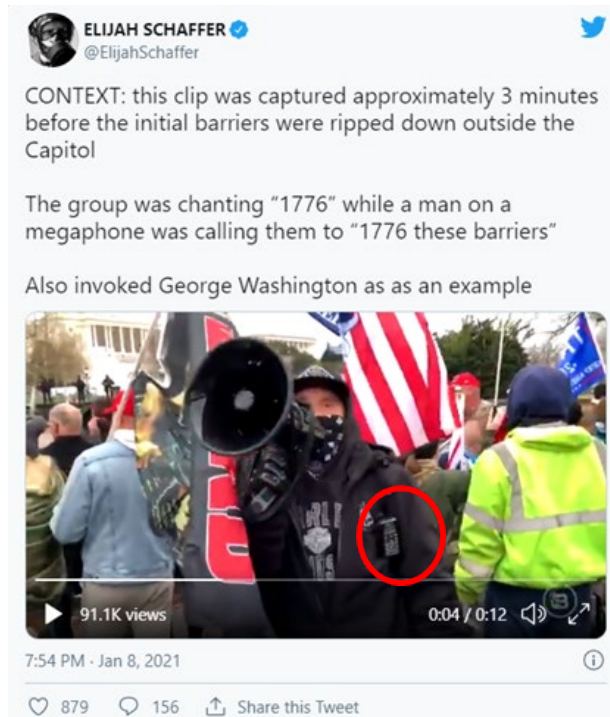 ELIJAH SCHAFFER
@ElijahSchaffer
CONTEXT: this clip was captured approximately 3 minutes
before the initial barriers were ripped down outside the
Capitol
The group was chanting “1776” while a man on a
megaphone was calling them to “1776 these barriers”
Also invoked George Washington as as an example
91.1K views
0:04 / 0:12
7:54 PM · Jan 8, 2021
879
156
Share this Tweet